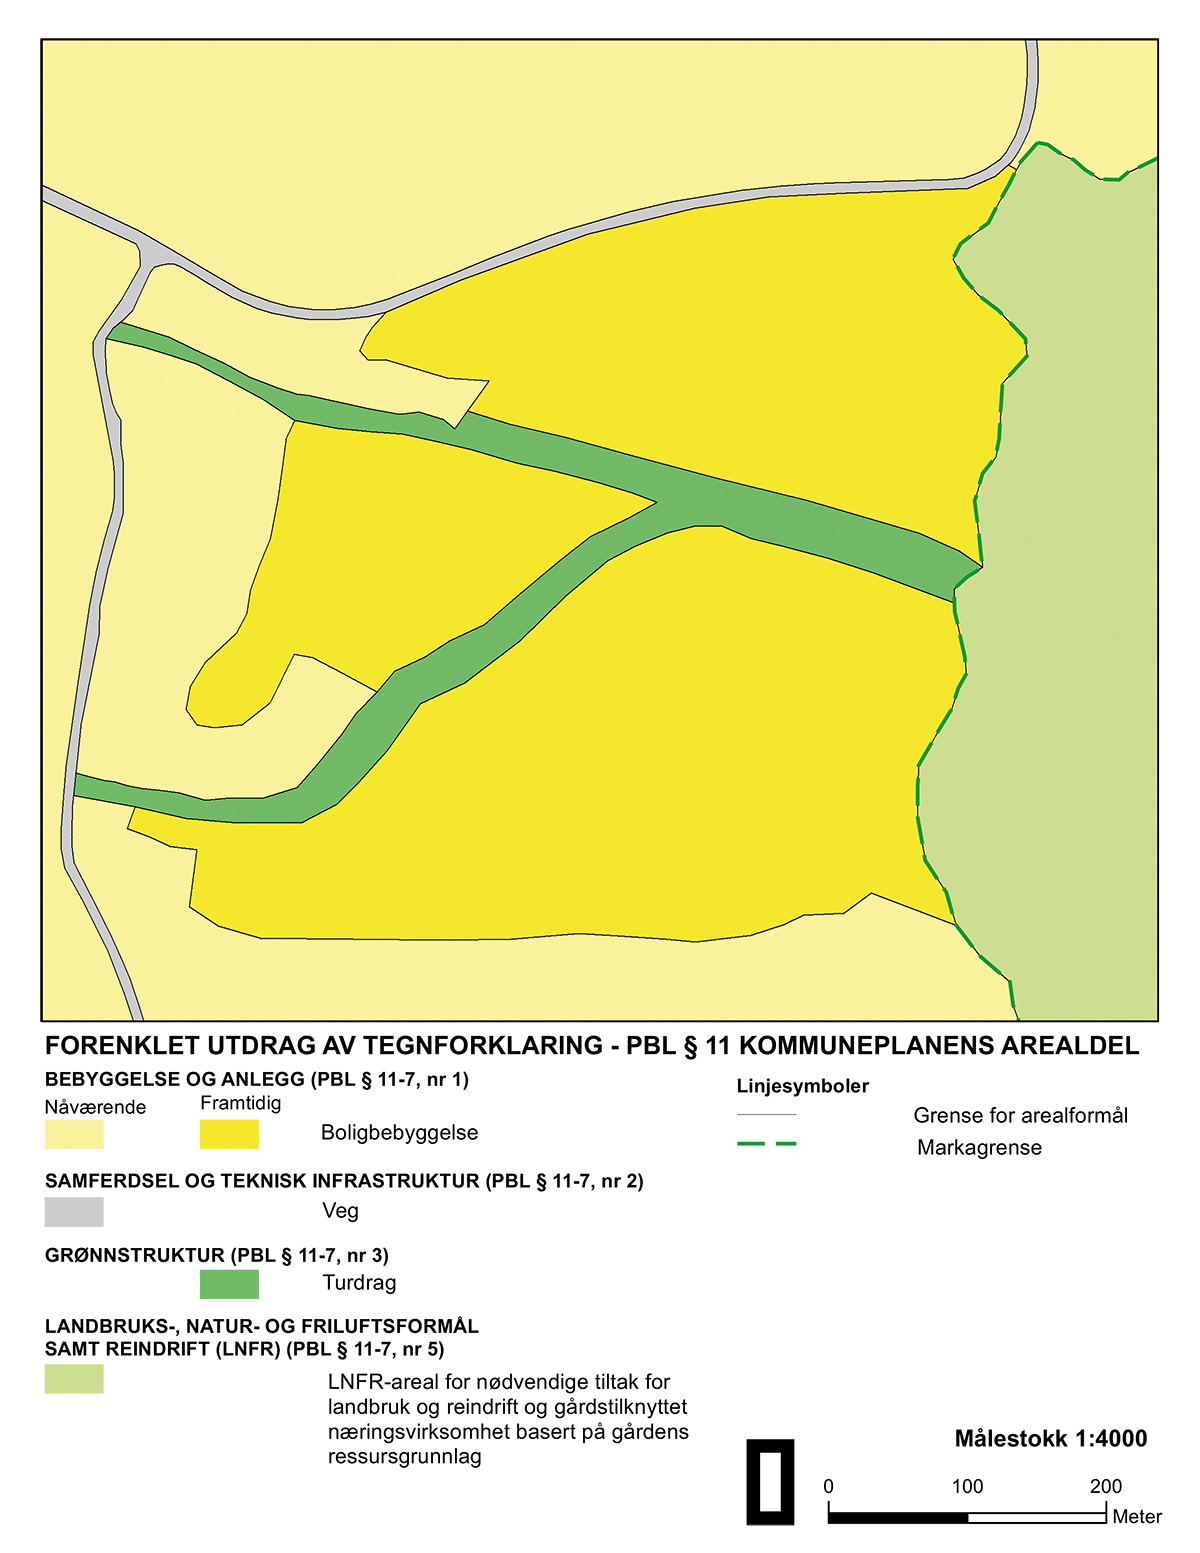 FORENKLET UTDRAG AV TEGNFORKLARING - PBL § 11 KOMMUNEPLANENS AREALDEL
BEBYGGELSE OG ANLEGG (PBL § 11-7, nr 1)
Nåværende
Framtidig
Boligbebyggelse
SAMFERDSEL OG TEKNISK INFRASTRUKTUR (PBL § 11-7, nr 2)
Veg
GRØNNSTRUKTUR (PBL § 11-7, nr 3)
Turdrag
LANDBRUKS-, NATUR- OG FRILUFTSFORMÅL
SAMT REINDRIFT (LNFR) (PBL § 11-7, nr 5)
LNFR-areal for nødvendige tiltak for
landbruk og reindrift og gårdstilknyttet
næringsvirksomhet basert på gårdens
ressursgrunnlag
Linjesymboler
Grense for arealformål
Markagrense
Målestokk 1:4000
0 100 200
Meter